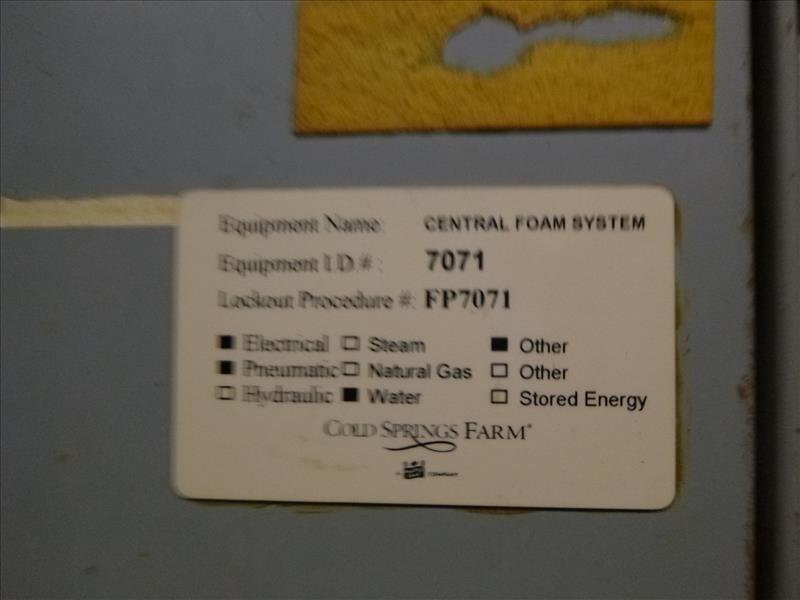 Equipment Name: CENTRAL FOAM SYSTEM
Equipment I.D.#: 7071
Lockout Procedure #: FP7071
■ Electrical □ Steam ■ Other
■ Pneumatic □ Natural Gas □ Other
□ Hydraulic ■ Water □ Stored Energy
COLD SPRINGS FARM